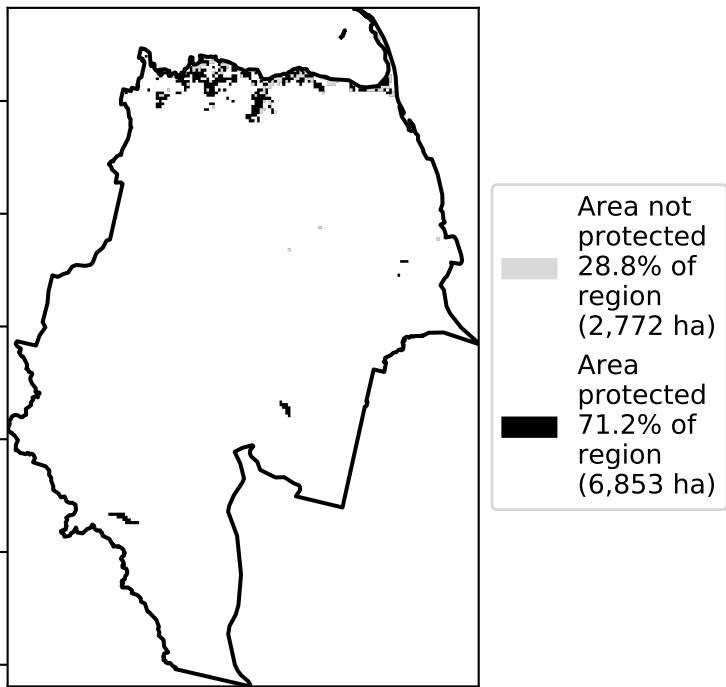 Area not
protected
28.8% of
region
(2,772 ha)
Area
protected
71.2% of
region
(6,853 ha)